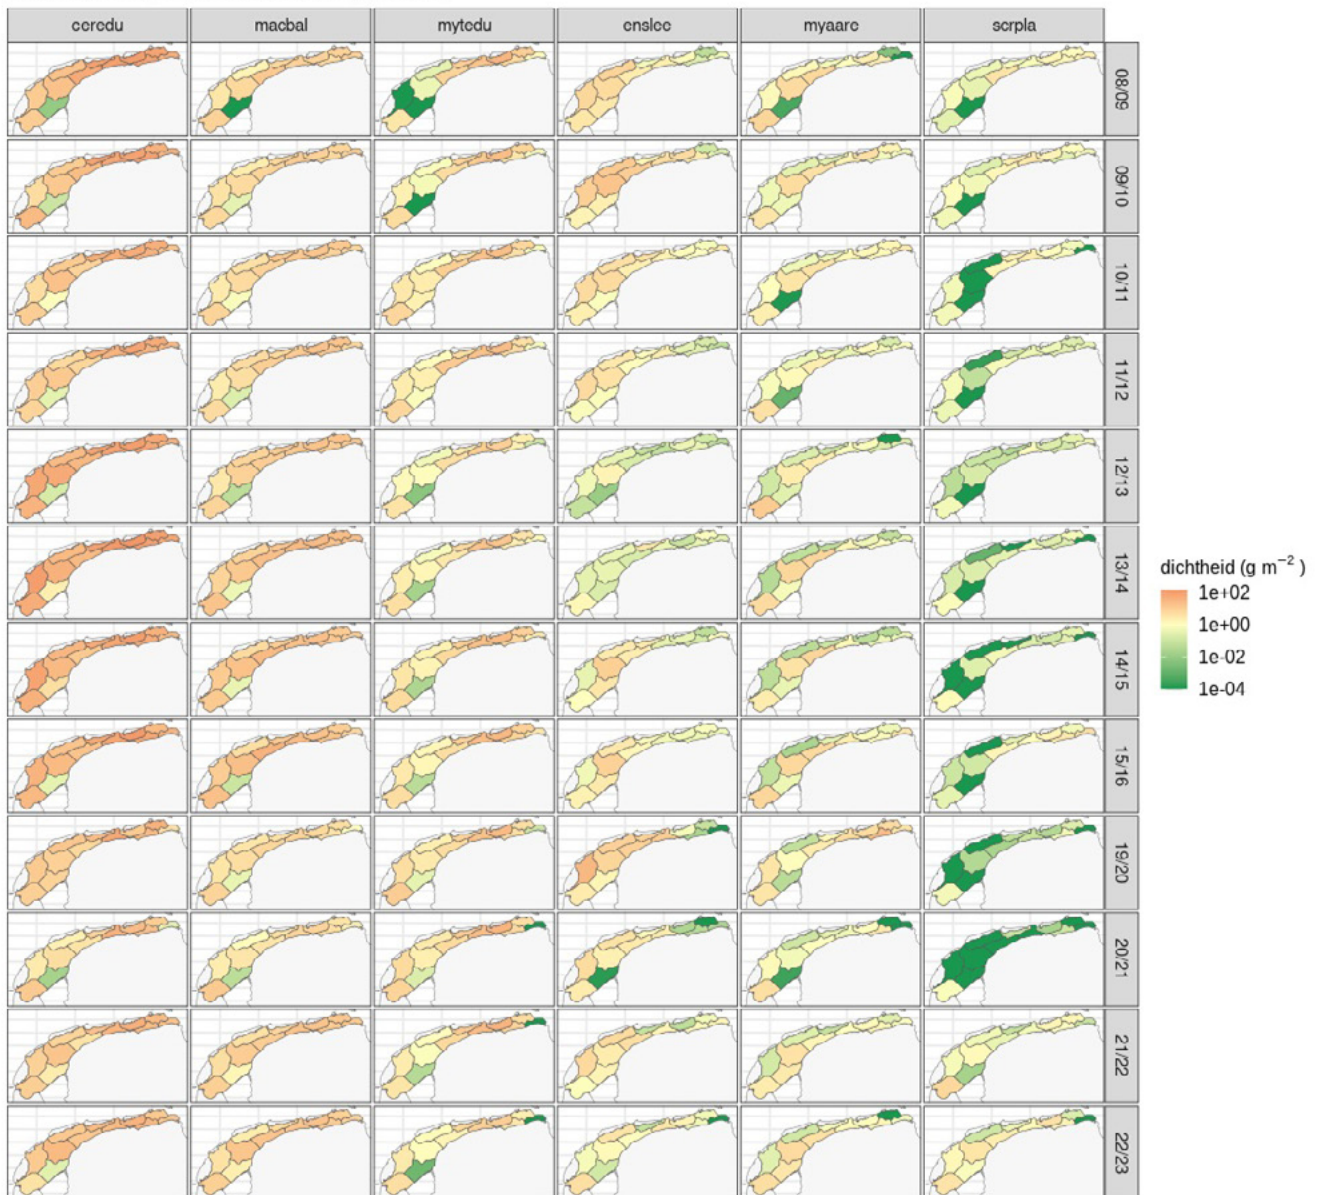 ceredu macbal mytedu enslee myaare scrpla
08/09
09/10
10/11
11/12
12/13
13/14
14/15
15/16
19/20
20/21
21/22
22/23
dichtheid (g m⁻²)
1e+02
1e+00
1e-02
1e-04